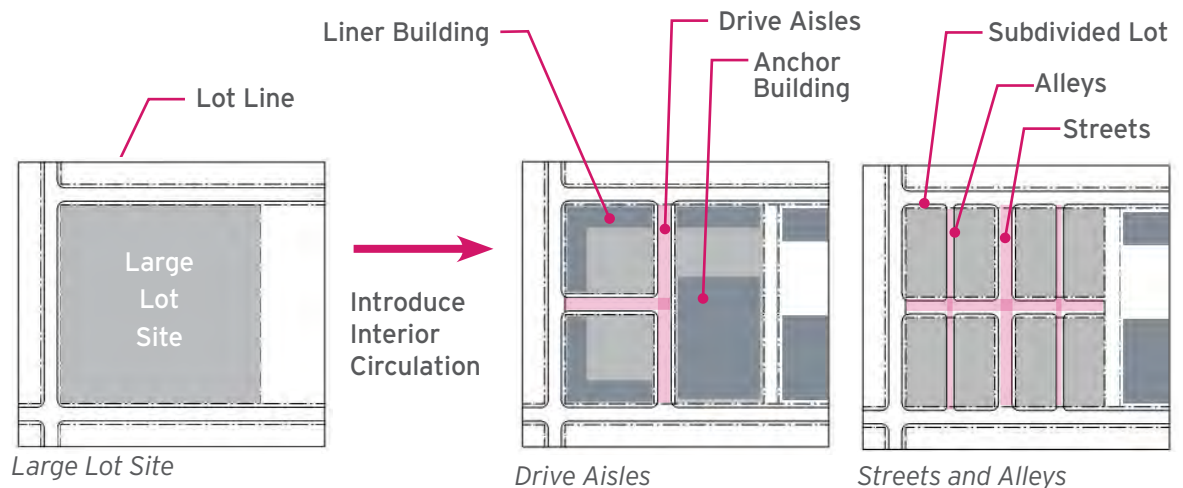 Liner Building
Drive Aisles
Anchor
Building
Subdivided Lot
Alleys
Streets
Lot Line
Large
Lot
Site
Introduce
Interior
Circulation
Large Lot Site
Drive Aisles
Streets and Alleys